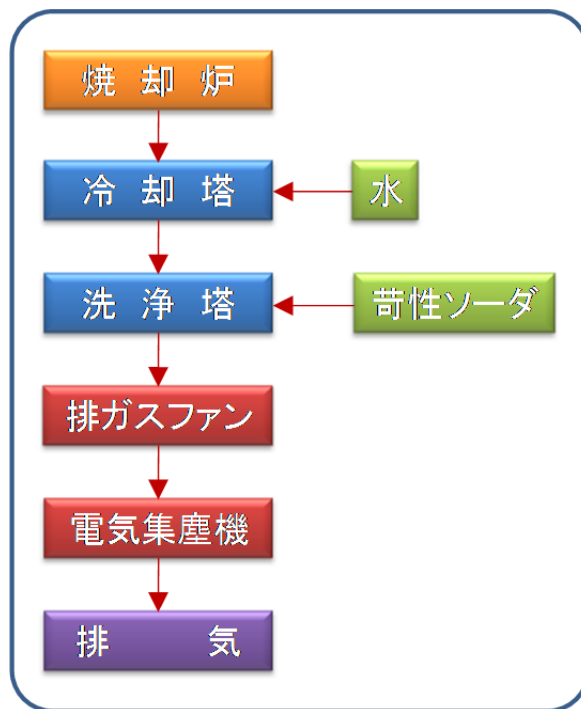 焼却炉
冷却塔
水
洗浄塔
苛性ソーダ
排ガスファン
電気集塵機
排気